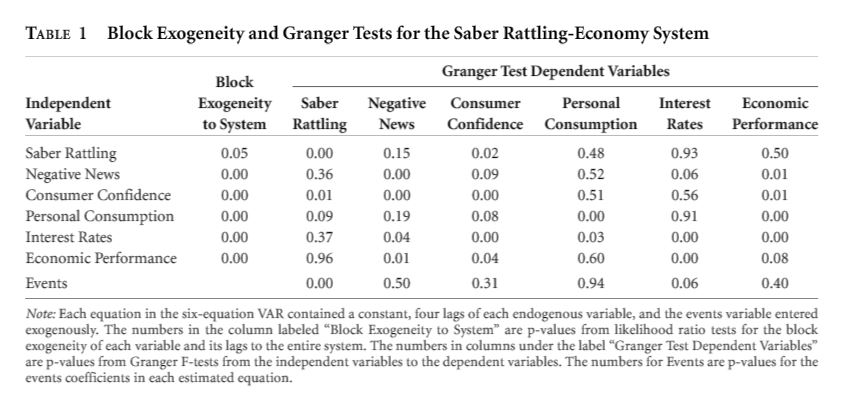 TABLE 1 Block Exogeneity and Granger Tests for the Saber Rattling-Economy System
Granger Test Dependent Variables
Block
Independent Exogeneity Saber Negative Consumer Personal Interest Economic
Variable to System Rattling News Confidence Consumption Rates Performance
Saber Rattling 0.05 0.00 0.15 0.02 0.48 0.93 0.50
Negative News 0.00 0.36 0.00 0.09 0.52 0.06 0.01
Consumer Confidence 0.00 0.01 0.00 0.00 0.51 0.56 0.01
Personal Consumption 0.00 0.09 0.19 0.08 0.00 0.91 0.00
Interest Rates 0.00 0.37 0.04 0.00 0.03 0.00 0.00
Economic Performance 0.00 0.96 0.01 0.04 0.60 0.00 0.08
Events 0.00 0.50 0.31 0.94 0.06 0.40
Note: Each equation in the six-equation VAR contained a constant, four lags of each endogenous variable, and the events variable entered
exogenously. The numbers in the column labeled “Block Exogeneity to System” are p-values from likelihood ratio tests for the block
exogeneity of each variable and its lags to the entire system. The numbers in columns under the label “Granger Test Dependent Variables”
are p-values from Granger F-tests from the independent variables to the dependent variables. The numbers for Events are p-values for the
events coefficients in each estimated equation.